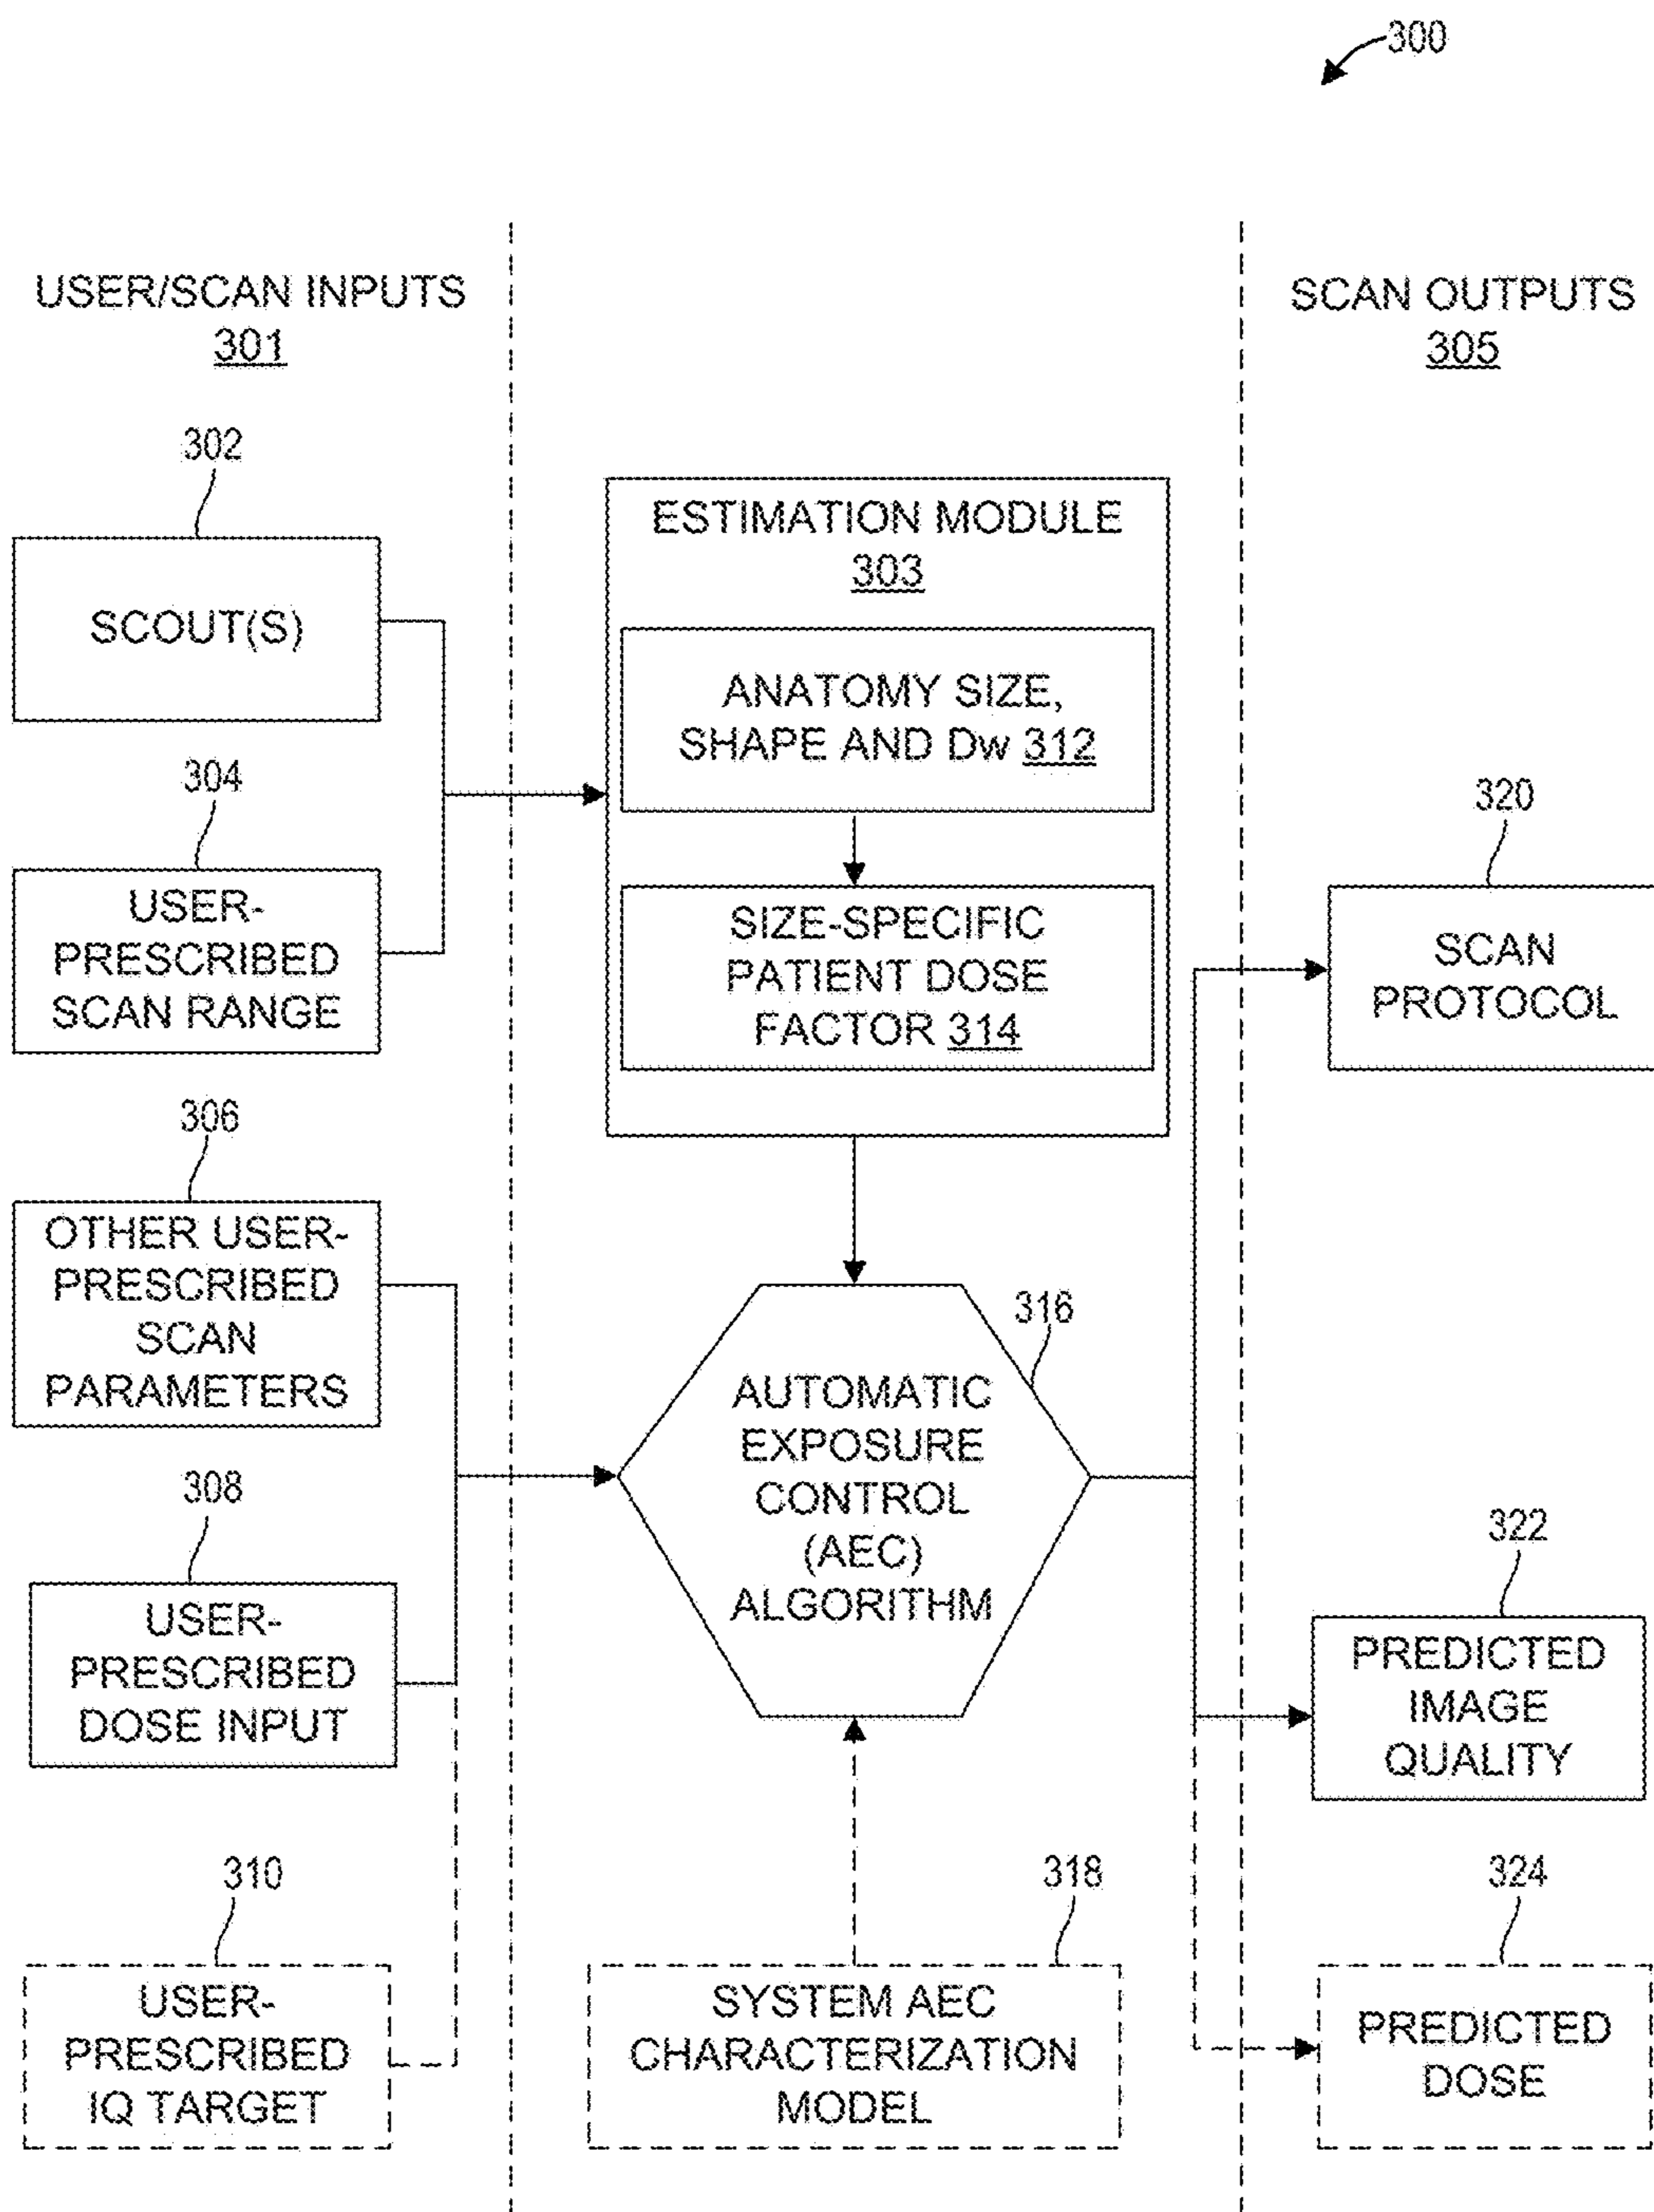 300
USER/SCAN INPUTS
301
SCAN OUTPUTS
305
302
SCOUT(S)
304
USER-
PRESCRIBED
SCAN RANGE
306
OTHER USER-
PRESCRIBED
SCAN
PARAMETERS
308
USER-
PRESCRIBED
DOSE INPUT
310
USER-
PRESCRIBED
IQ TARGET
ESTIMATION MODULE
303
ANATOMY SIZE,
SHAPE AND Dw 312
SIZE-SPECIFIC
PATIENT DOSE
FACTOR 314
316
AUTOMATIC
EXPOSURE
CONTROL
(AEC)
ALGORITHM
318
SYSTEM AEC
CHARACTERIZATION
MODEL
320
SCAN
PROTOCOL
322
PREDICTED
IMAGE
QUALITY
324
PREDICTED
DOSE